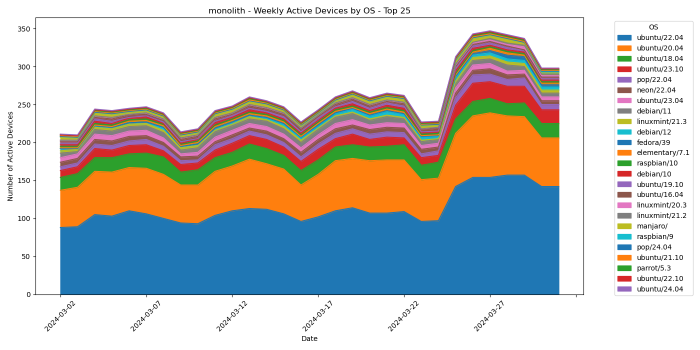 monolith - Weekly Active Devices by OS - Top 25
Number of Active Devices
350
300
250
200
150
100
50
0
2024-03-02
2024-03-07
2024-03-12
2024-03-17
2024-03-22
2024-03-27
Date
OS
ubuntu/22.04
ubuntu/20.04
ubuntu/18.04
ubuntu/23.10
pop/22.04
neon/22.04
ubuntu/23.04
debian/11
linuxmint/21.3
debian/12
fedora/39
elementary/7.1
raspbian/10
debian/10
ubuntu/19.10
ubuntu/16.04
linuxmint/20.3
linuxmint/21.2
manjaro/
raspbian/9
pop/24.04
ubuntu/21.04
parrot/5.3
ubuntu/22.10
ubuntu/24.04